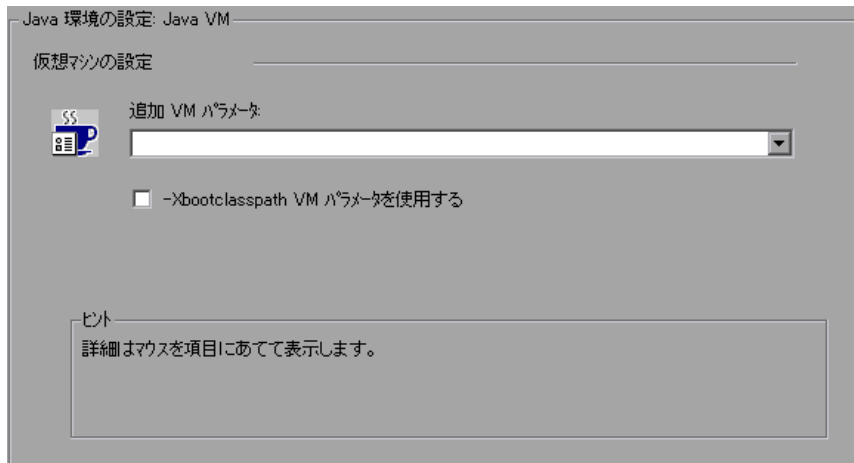 Java 環境の設定: Java VM
仮想ﾏｼﾝの設定
追加 VM ﾊﾟﾗﾒｰﾀ:
-Xbootclasspath VM ﾊﾟﾗﾒｰﾀを使用する
ﾋﾝﾄ
詳細はﾏｳｽを項目にあてて表示します。